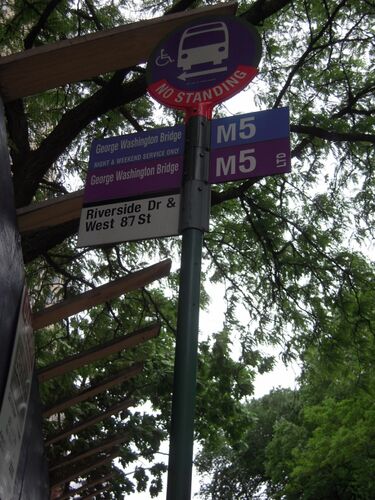 NO STANDING
George Washington Bridge
NIGHT & WEEKEND SERVICE ONLY
George Washington Bridge
Riverside Dr &
West 87 St
M5
M5 LTD